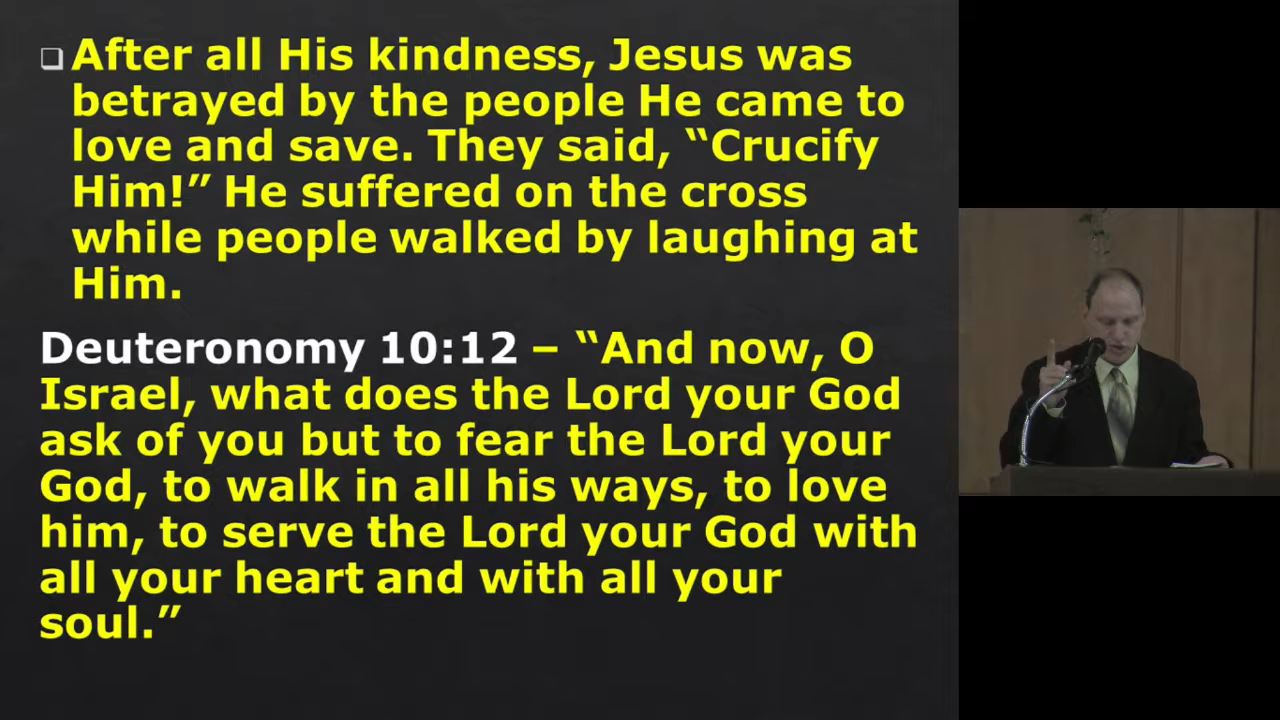 After all His kindness, Jesus was
betrayed by the people He came to
love and save. They said, “Crucify
Him!” He suffered on the cross
while people walked by laughing at
Him.
Deuteronomy 10:12 – “And now, O
Israel, what does the Lord your God
ask of you but to fear the Lord your
God, to walk in all his ways, to love
him, to serve the Lord your God with
all your heart and with all your
soul.”